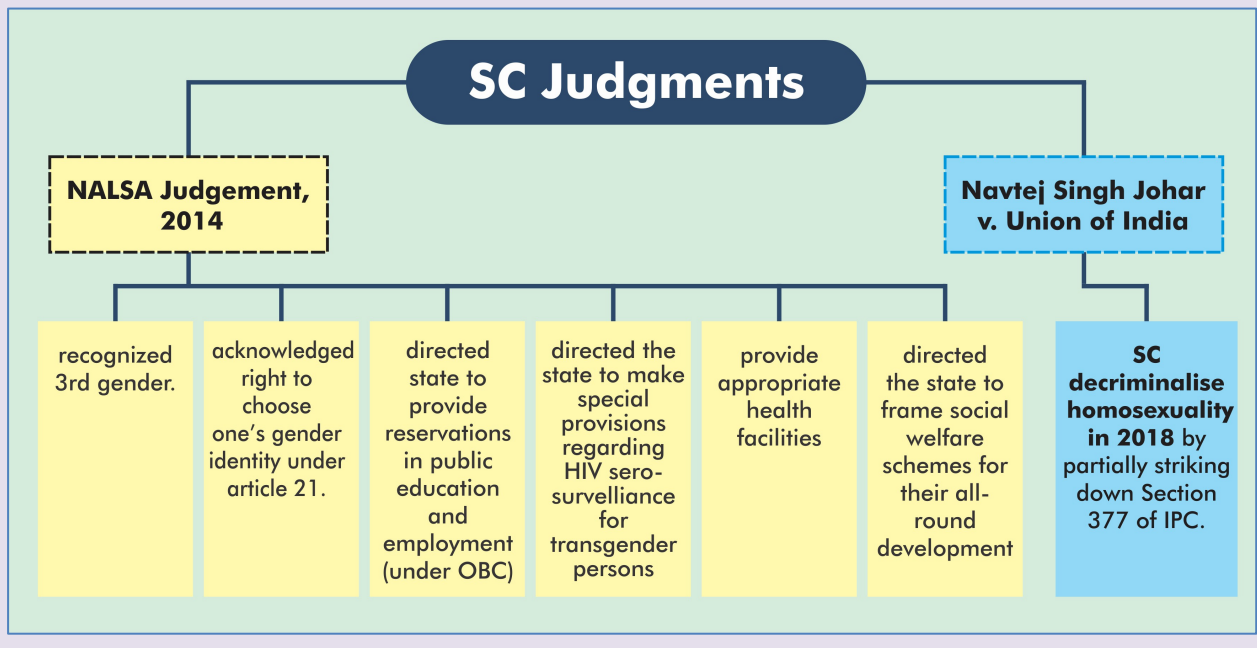 SC Judgments
NALSA Judgement,
2014
Navtej Singh Johar
v. Union of India
recognized
3rd gender.
acknowledged
right to
choose
one's gender
identity under
article 21.
directed
state to
provide
reservations
in public
education
and
employment
(under OBC)
directed the
state to make
special
provisions
regarding
HIV sero-
survelliance
for
transgender
persons
provide
appropriate
health
facilities
directed
the state to
frame social
welfare
schemes for
their all-
round
development
SC
decriminalise
homosexuality
in 2018 by
partially striking
down Section
377 of IPC.